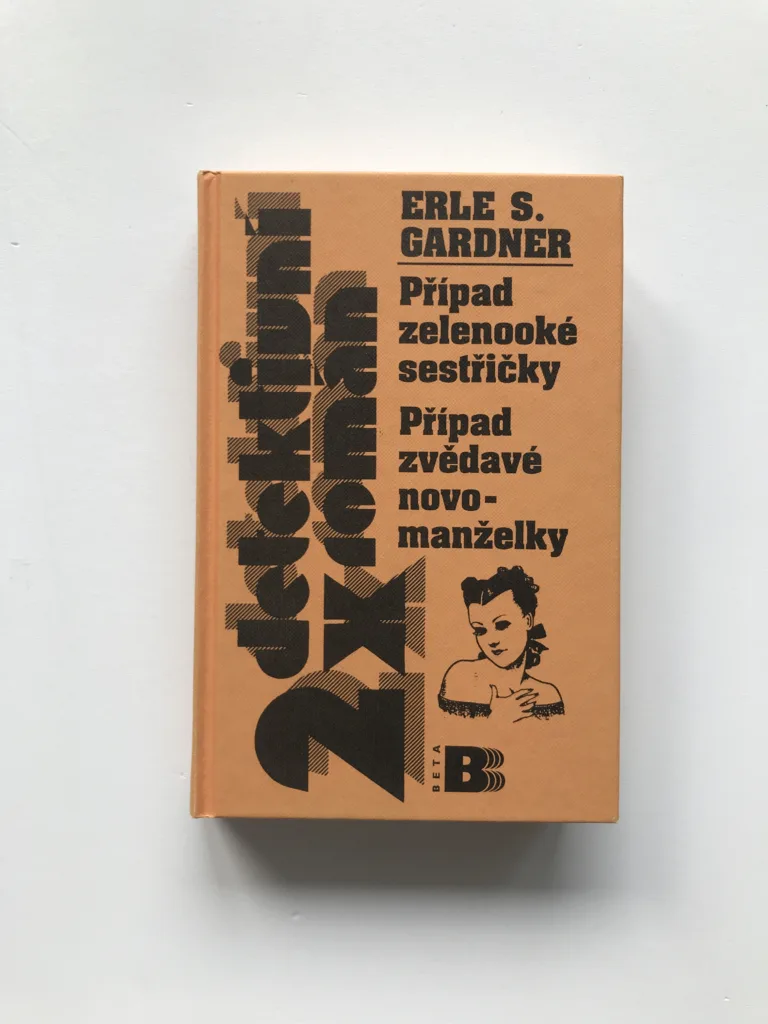 2x detektivní
román
ERLE S.
GARDNER
Případ
zelenooké
sestřičky
Případ
zvědavé
novo-
manželky
BETA
B